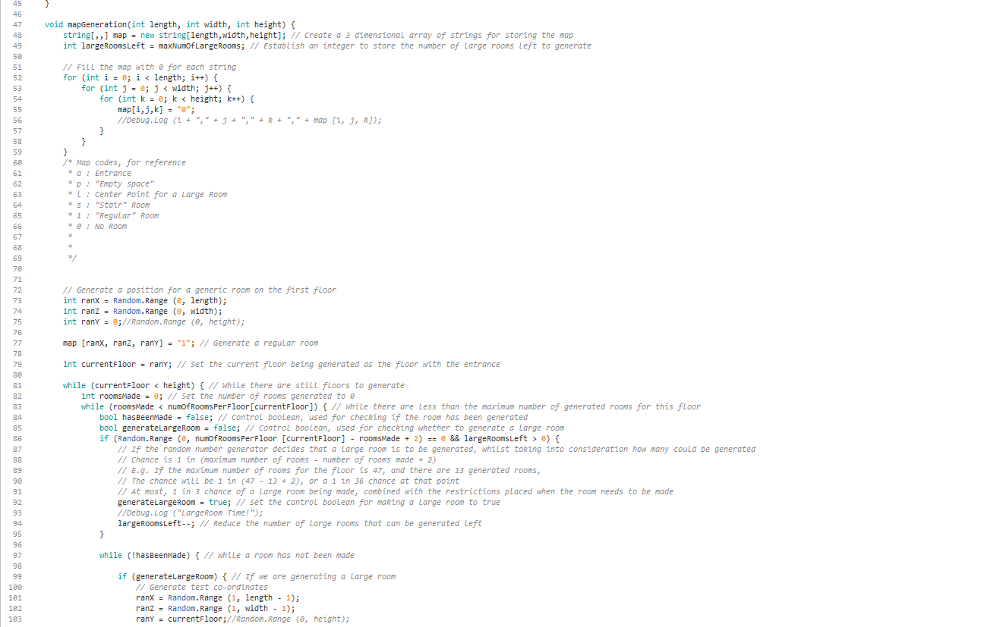 45 }
46
47 void mapGeneration(int length, int width, int height) {
48 string[,,] map = new string[length,width,height]; // Create a 3 dimensional array of strings for storing the map
49 int largeRoomsLeft = maxNumOfLargeRooms; // Establish an integer to store the number of large rooms left to generate
50
51 // Fill the map with 0 for each string
52 for (int i = 0; i < length; i++) {
53 for (int j = 0; j < width; j++) {
54 for (int k = 0; k < height; k++) {
55 map[i,j,k] = "0";
56 //Debug.Log (i + "," + j + "," + k + "," + map [i, j, k]);
57 }
58 }
59 }
60 /* Map codes, for reference
61 * a : Entrance
62 * p : "Empty space"
63 * l : Center Point for a Large Room
64 * s : "Stair" Room
65 * 1 : "Regular" Room
66 * 0 : No Room
67 *
68 *
69 */
70
71
72 // Generate a position for a generic room on the first floor
73 int ranX = Random.Range (0, length);
74 int ranZ = Random.Range (0, width);
75 int ranY = 0;//Random.Range (0, height);
76
77 map [ranX, ranZ, ranY] = "1"; // Generate a regular room
78
79 int currentFloor = ranY; // Set the current floor being generated as the floor with the entrance
80
81 while (currentFloor < height) { // While there are still floors to generate
82 int roomsMade = 0; // Set the number of rooms generated to 0
83 while (roomsMade < numOfRoomsPerFloor[currentFloor]) { // While there are less than the maximum number of generated rooms for this floor
84 bool hasBeenMade = false; // Control boolean, used for checking if the room has been generated
85 bool generateLargeRoom = false; // Control boolean, used for checking whether to generate a large room
86 if (Random.Range (0, numOfRoomsPerFloor [currentFloor] - roomsMade + 2) == 0 && largeRoomsLeft > 0) {
87 // If the random number generator decides that a large room is to be generated, whilst taking into consideration how many could be generated
88 // Chance is 1 in (maximum number of rooms - number of rooms made + 2)
89 // E.g. If the maximum number of rooms for the floor is 47, and there are 13 generated rooms,
90 // The chance will be 1 in (47 - 13 + 2), or a 1 in 36 chance at that point
91 // At most, 1 in 3 chance of a large room being made, combined with the restrictions placed when the room needs to be made
92 generateLargeRoom = true; // Set the control boolean for making a large room to true
93 //Debug.Log ("LargeRoom Time!");
94 largeRoomsLeft--; // Reduce the number of large rooms that can be generated left
95 }
96
97 while (!hasBeenMade) { // While a room has not been made
98
99 if (generateLargeRoom) { // If we are generating a large room
100 // Generate test co-ordinates
101 ranX = Random.Range (1, length - 1);
102 ranZ = Random.Range (1, width - 1);
103 ranY = currentFloor;//Random.Range (0, height);